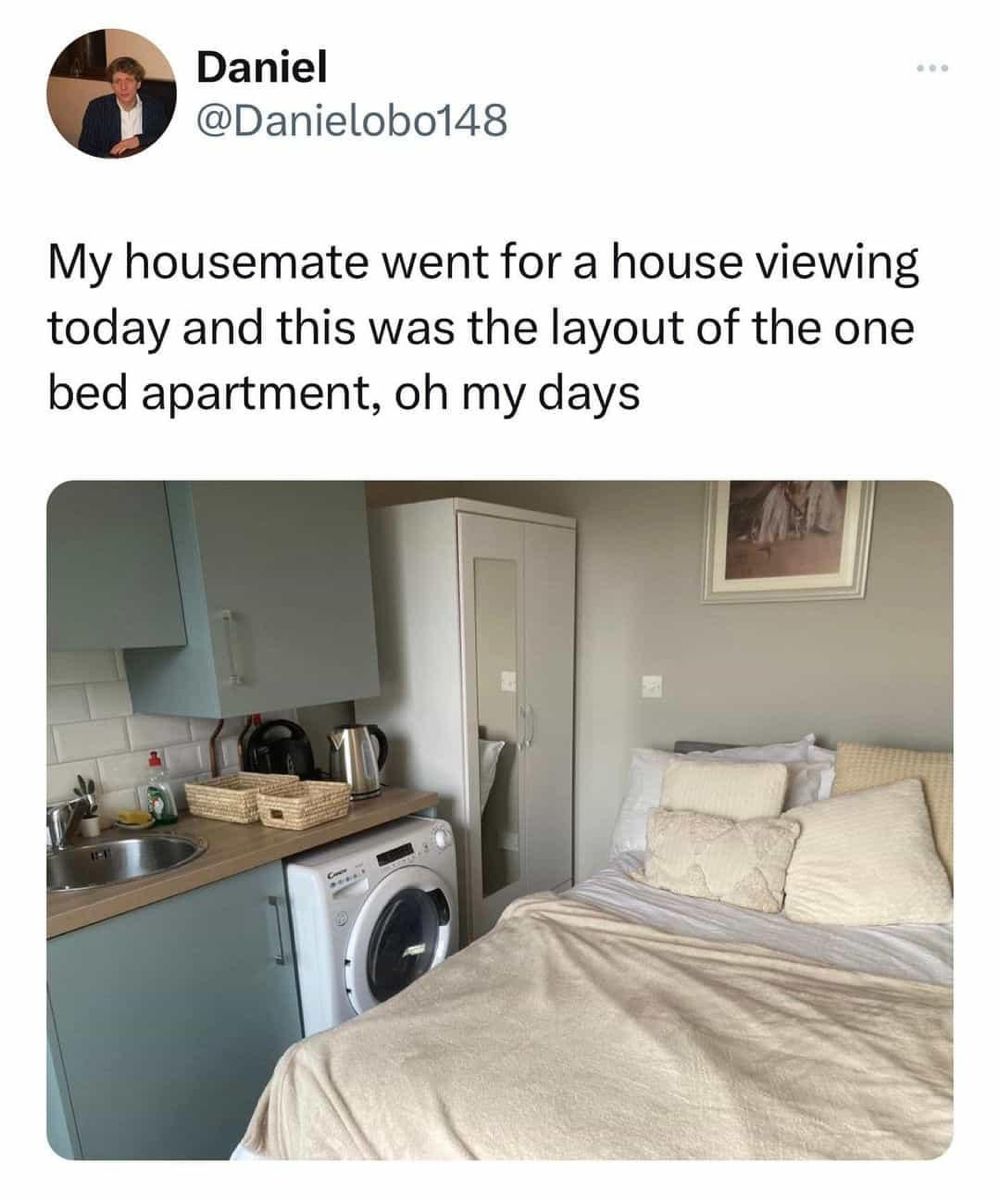 Daniel
@Danielobo148
My housemate went for a house viewing
today and this was the layout of the one
bed apartment, oh my days
Candy